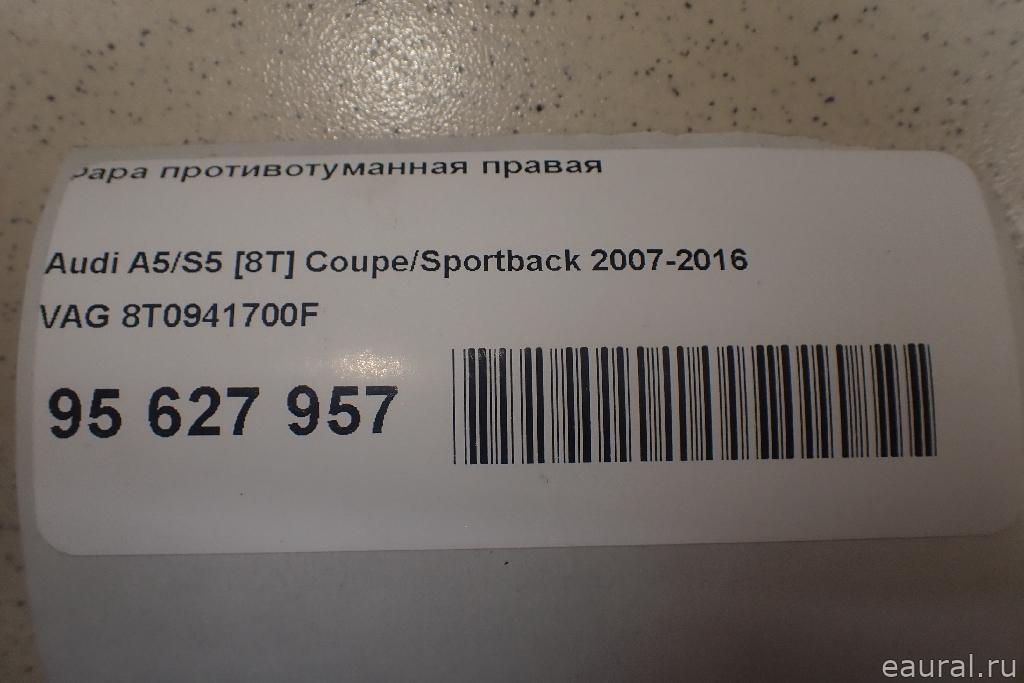 фара противотуманная правая
Audi A5/S5 [8T] Coupe/Sportback 2007-2016
VAG 8T0941700F
95 627 957
eaural.ru